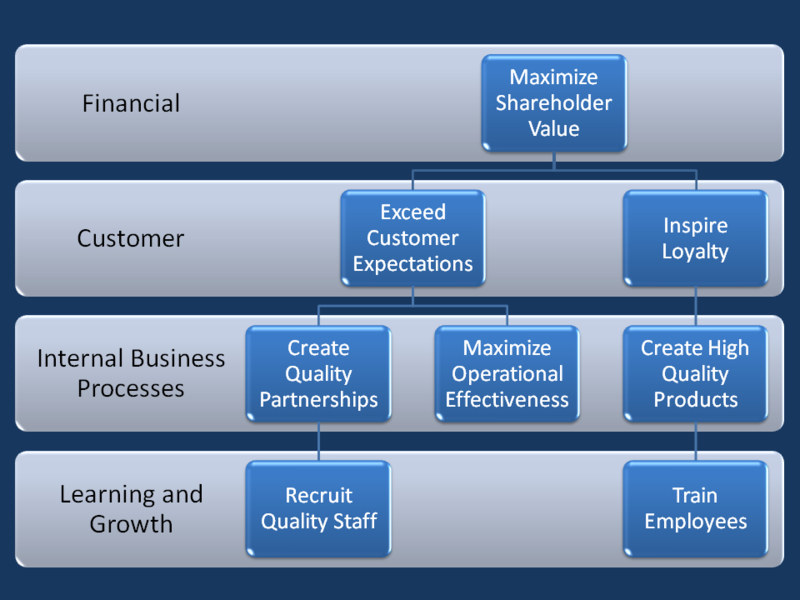 Financial
Maximize
Shareholder
Value
Customer
Exceed
Customer
Expectations
Inspire
Loyalty
Internal Business
Processes
Create
Quality
Partnerships
Maximize
Operational
Effectiveness
Create High
Quality
Products
Learning and
Growth
Recruit
Quality Staff
Train
Employees